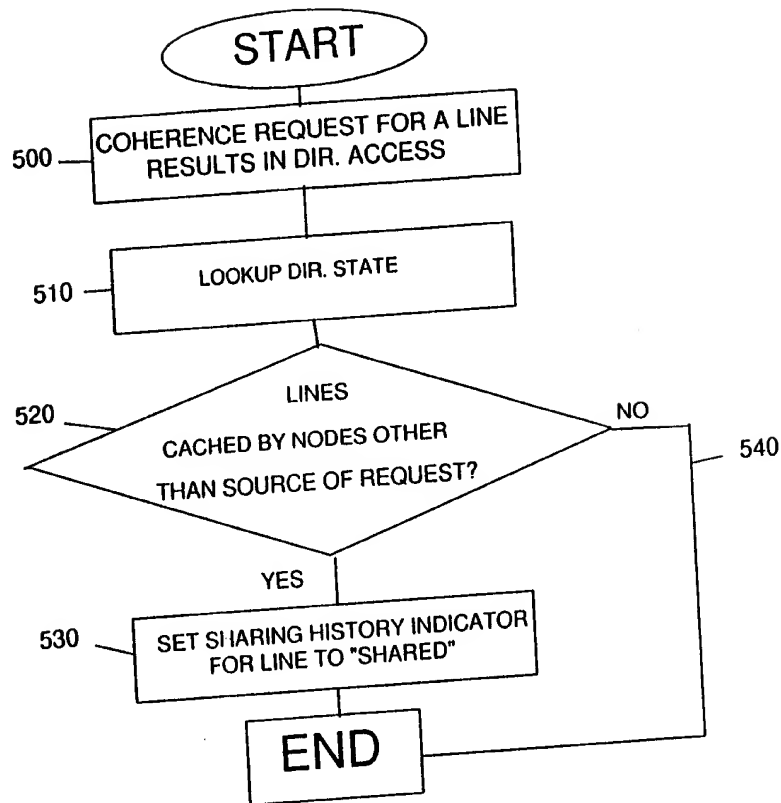 START
500
COHERENCE REQUEST FOR A LINE
RESULTS IN DIR. ACCESS
510
LOOKUP DIR. STATE
520
LINES
CACHED BY NODES OTHER
THAN SOURCE OF REQUEST?
NO
540
YES
530
SET SHARING HISTORY INDICATOR
FOR LINE TO "SHARED"
END